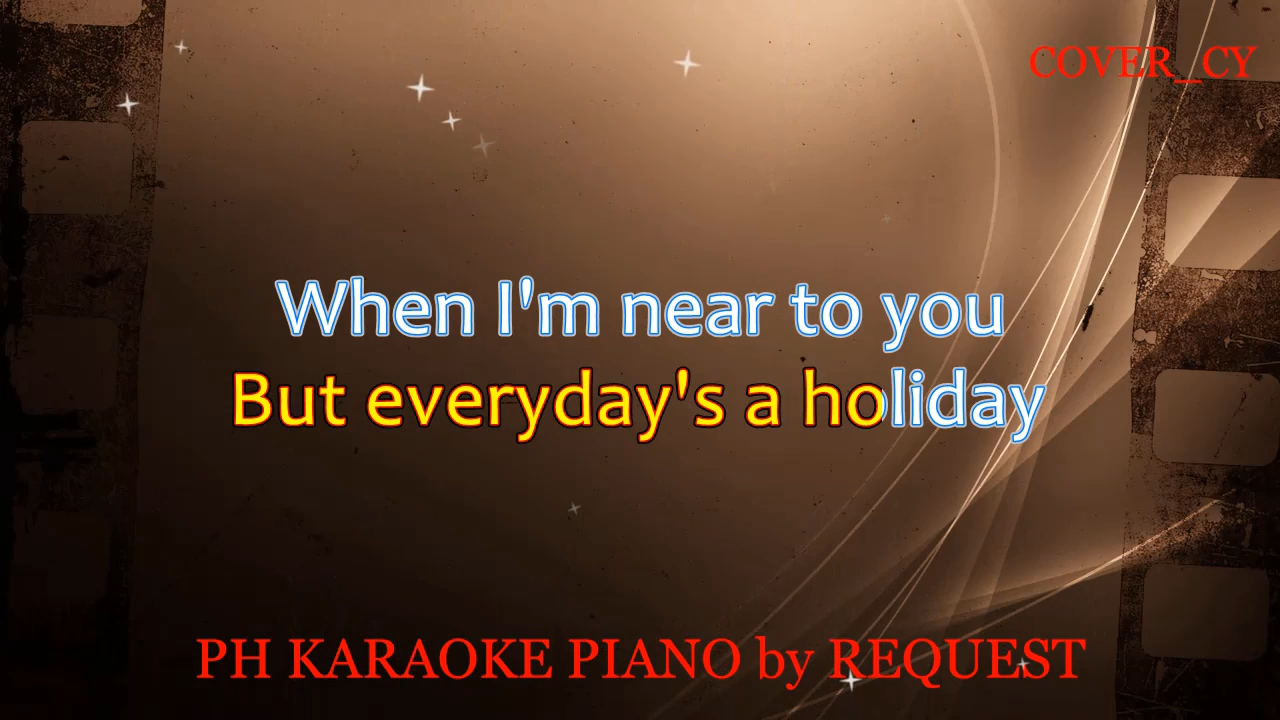 COVER_CY
When I'm near to you
But everyday's a holiday
PH KARAOKE PIANO by REQUEST